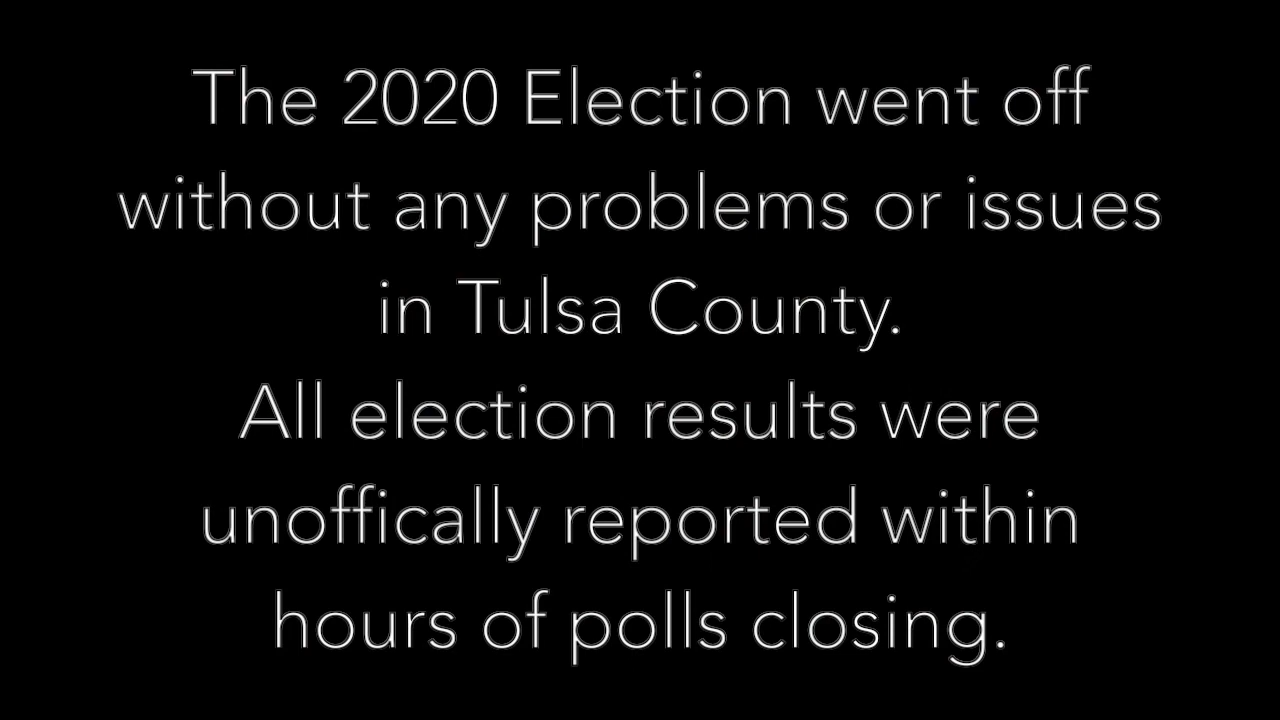 The 2020 Election went off
without any problems or issues
in Tulsa County.
All election results were
unoffically reported within
hours of polls closing.